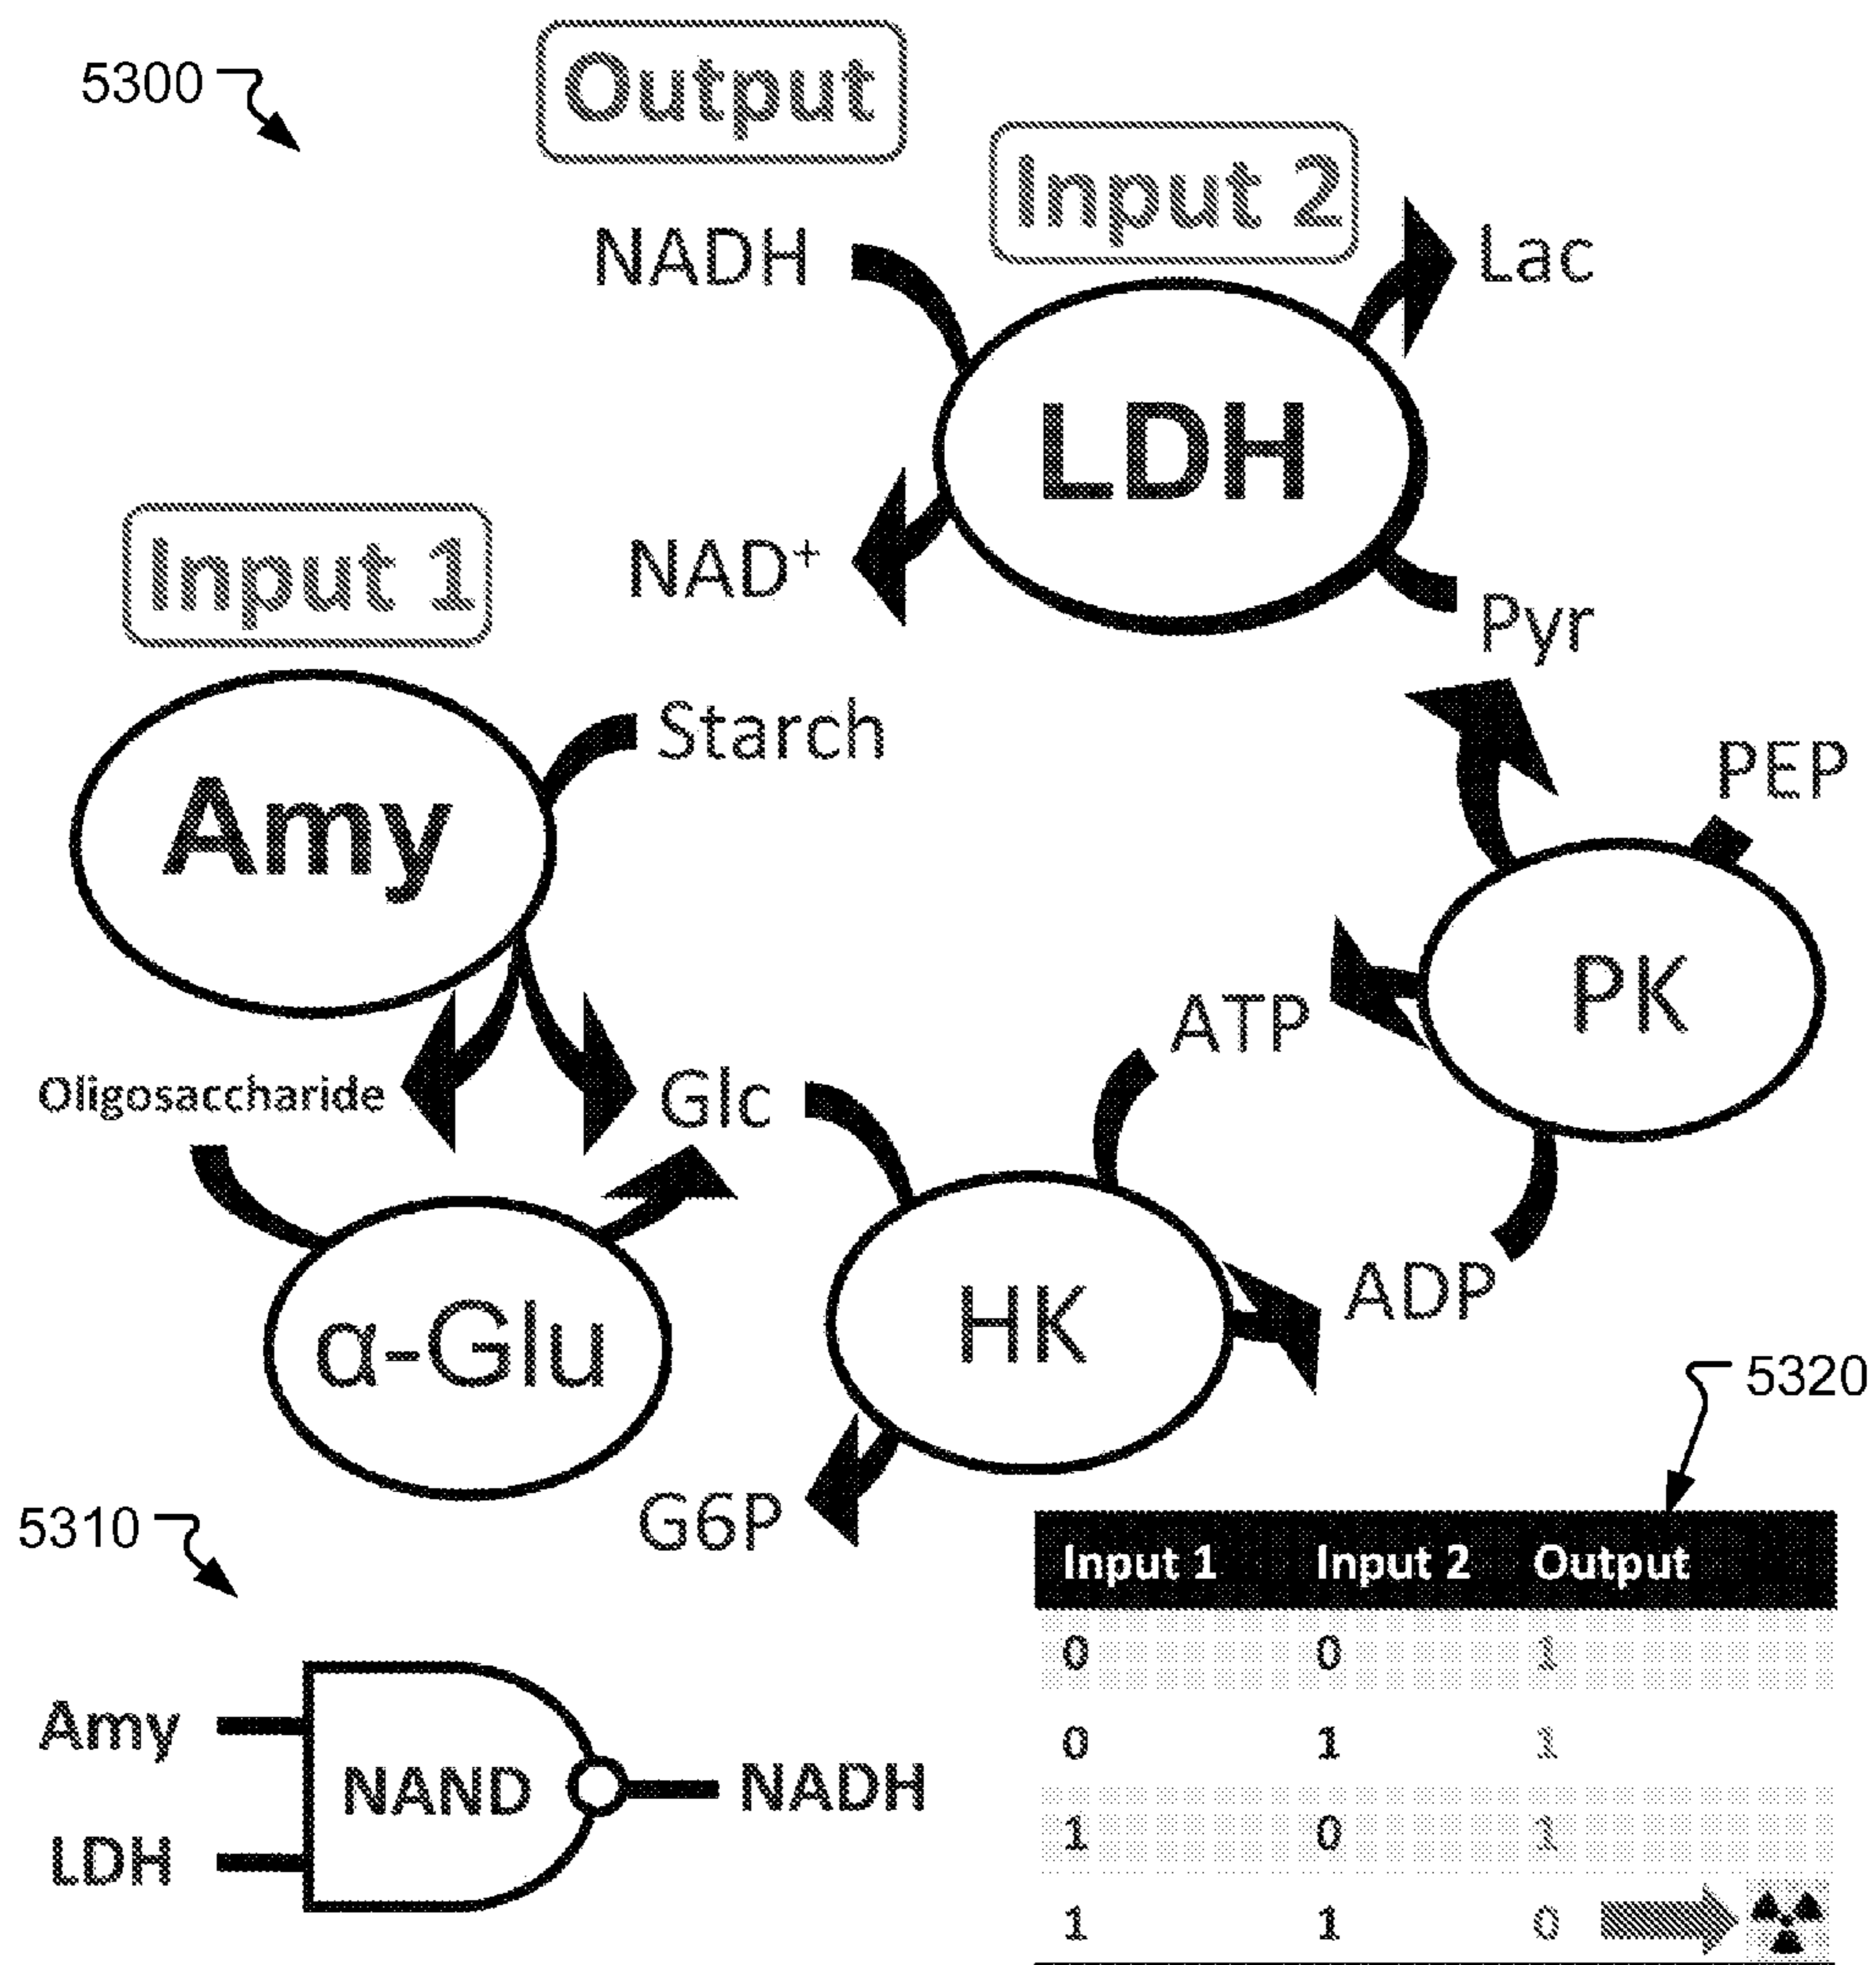 5300
Output
Input 2
NADH
Lac
LDH
Input 1
NAD⁺
Pyr
Starch
PEP
Amy
PK
ATP
Oligosaccharide
Glc
ADP
HK
α-Glu
5320
G6P
5310
Input 1 Input 2 Output
0 0 1
0 1 1
1 0 1
1 1 0
Amy
NAND
NADH
LDH